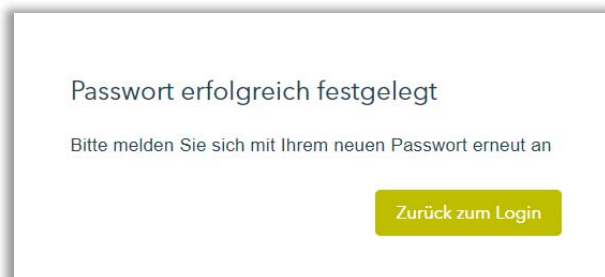 Passwort erfolgreich festgelegt
Bitte melden Sie sich mit Ihrem neuen Passwort erneut an
Zurück zum Login